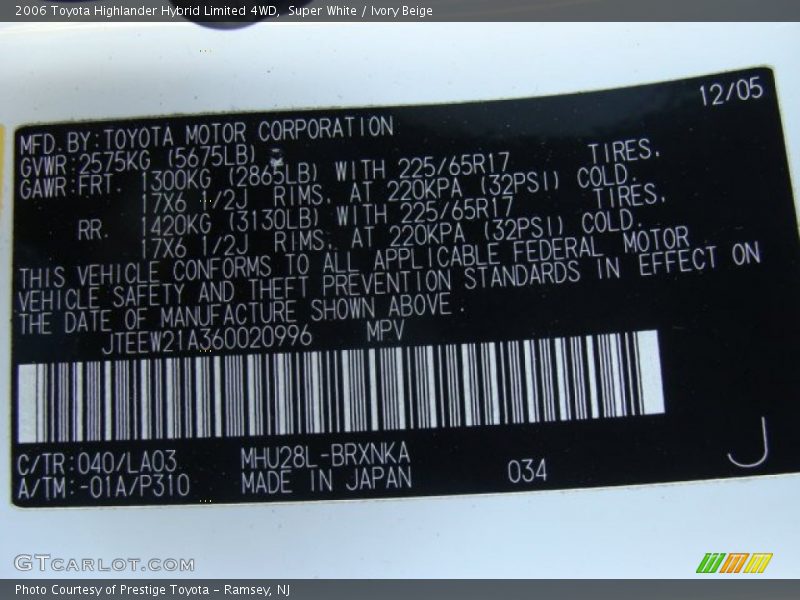 2006 Toyota Highlander Hybrid Limited 4WD, Super White / Ivory Beige
12/05
MFD. BY: TOYOTA MOTOR CORPORATION
GVWR: 2575KG (5675LB)
GAWR: FRT. 1300KG (2865LB) WITH 225/65R17 TIRES,
17X6 1/2J RIMS, AT 220KPA (32PSI) COLD.
RR. 1420KG (3130LB) WITH 225/65R17 TIRES,
17X6 1/2J RIMS, AT 220KPA (32PSI) COLD.
THIS VEHICLE CONFORMS TO ALL APPLICABLE FEDERAL MOTOR
VEHICLE SAFETY AND THEFT PREVENTION STANDARDS IN EFFECT ON
THE DATE OF MANUFACTURE SHOWN ABOVE.
JTEEW21A360020996 MPV
C/TR: 040/LA03 MHU28L-BRXNKA
A/TM: -01A/P310 MADE IN JAPAN 034 J
GTCARLOT.COM
Photo Courtesy of Prestige Toyota - Ramsey, NJ